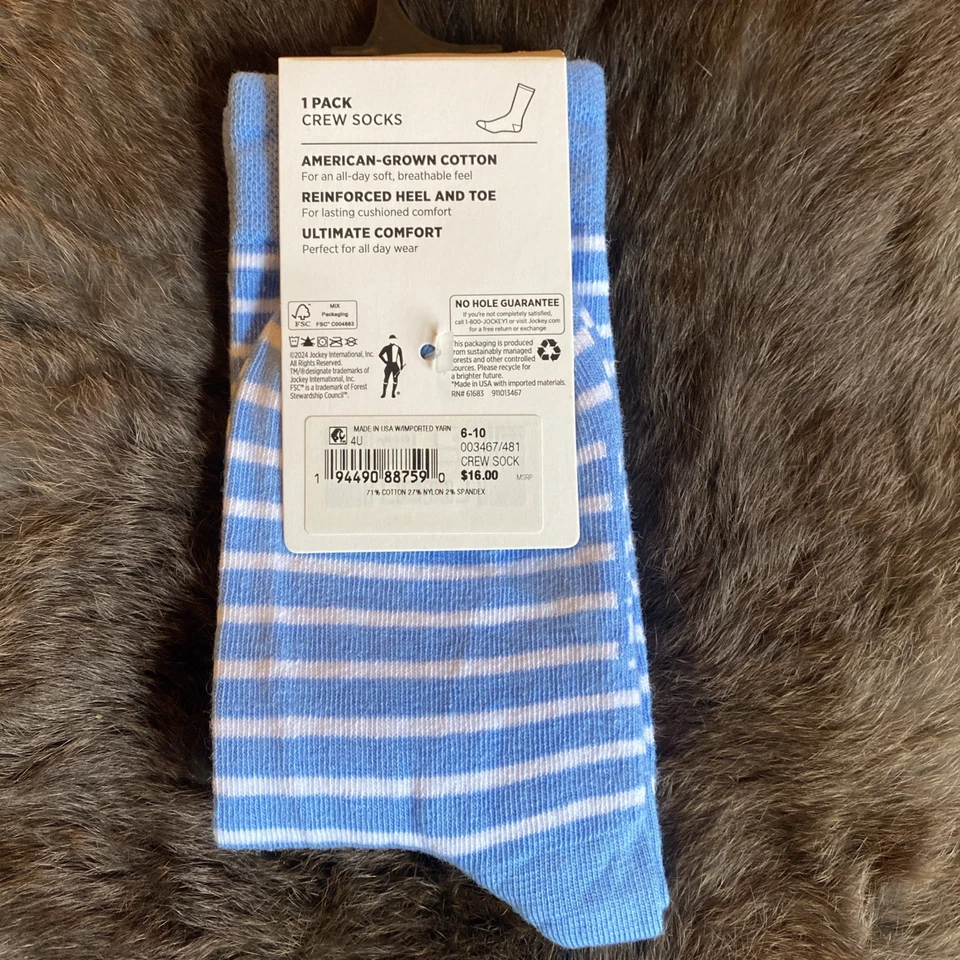 1 PACK
CREW SOCKS
AMERICAN-GROWN COTTON
For an all-day soft, breathable feel
REINFORCED HEEL AND TOE
For lasting cushioned comfort
ULTIMATE COMFORT
Perfect for all day wear
FSC
MIX
Packaging
FSC® C004883
©2024 Jockey International, Inc.
All Rights Reserved.
TM/® designate trademarks of
Jockey International, Inc.
FSC™ is a trademark of Forest
Stewardship Council®.
NO HOLE GUARANTEE
If you're not completely satisfied,
call 1-800-JOCKEY1 or visit Jockey.com
for a free return or exchange
This packaging is produced
from sustainably managed
forests and other controlled
sources. Please recycle for
a brighter future.
*Made in USA with imported materials.
RN# 61683 911013467
MADE IN USA W/IMPORTED YARN
4U
6-10
003467/481
CREW SOCK
$16.00 MSRP
1 94490 88759 0
71% COTTON 27% NYLON 2% SPANDEX